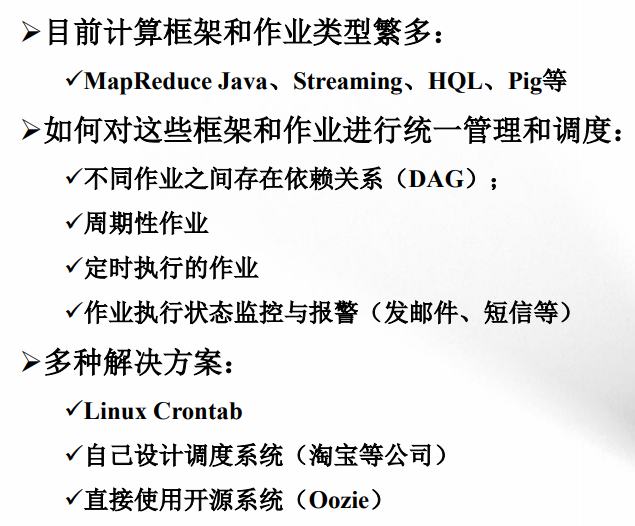 ➢目前计算框架和作业类型繁多：
✓MapReduce Java、Streaming、HQL、Pig等
➢如何对这些框架和作业进行统一管理和调度：
✓不同作业之间存在依赖关系（DAG）；
✓周期性作业
✓定时执行的作业
✓作业执行状态监控与报警（发邮件、短信等）
➢多种解决方案：
✓Linux Crontab
✓自己设计调度系统（淘宝等公司）
✓直接使用开源系统（Oozie）